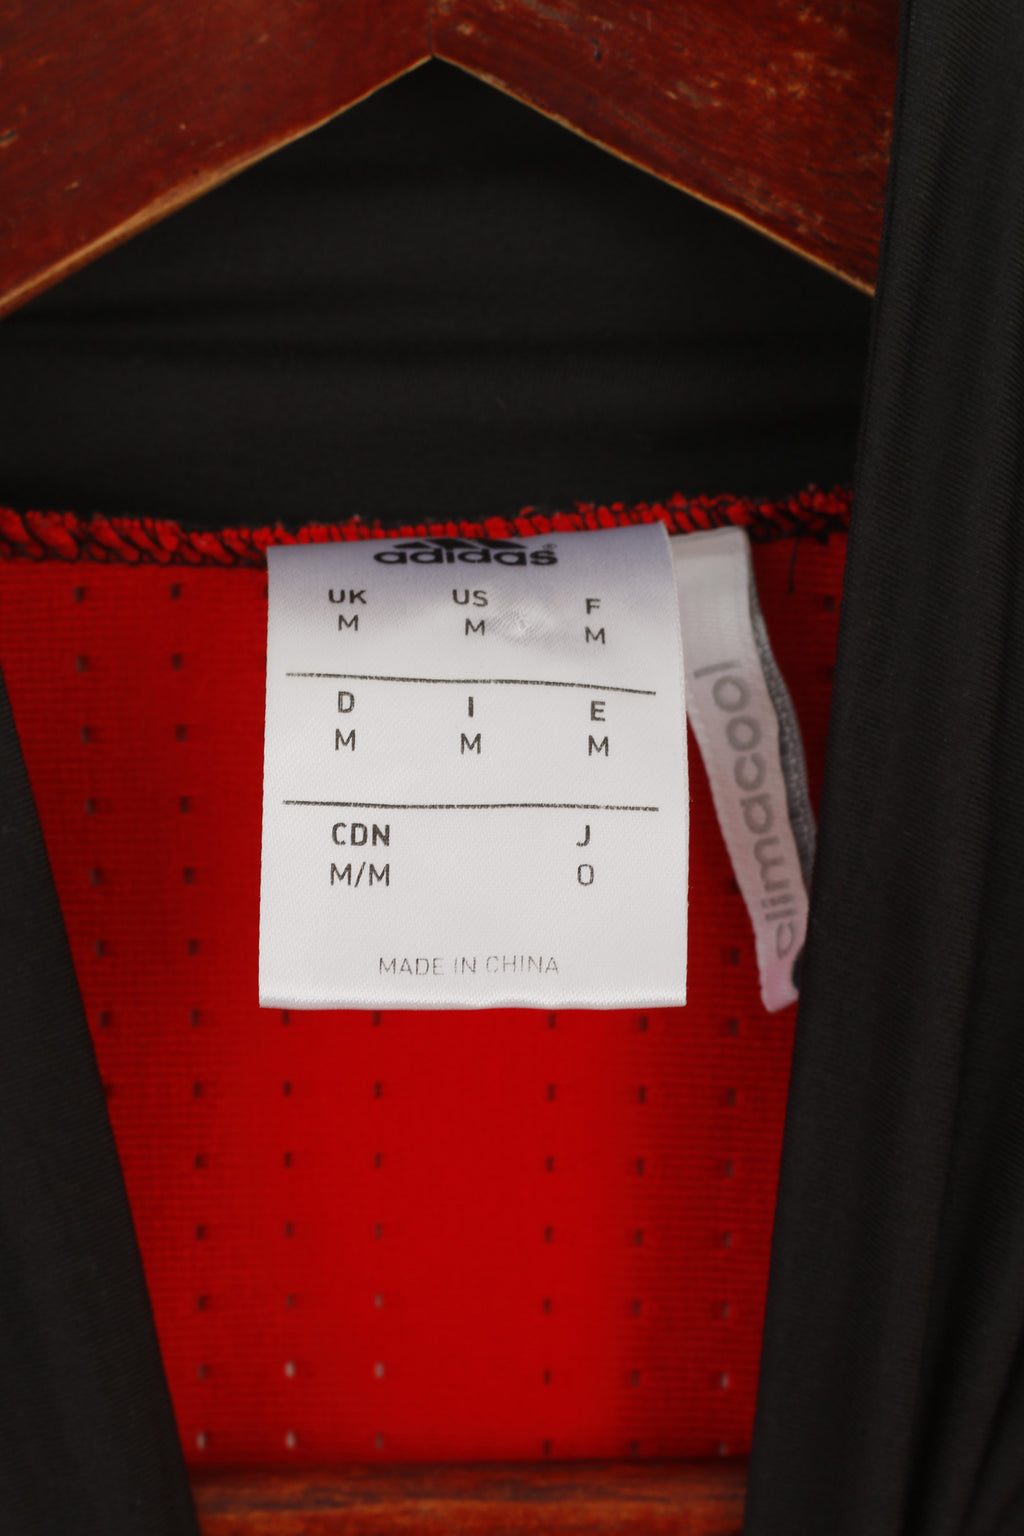 adidas®
UK US F
M M M
D I E
M M M
CDN J
M/M O
MADE IN CHINA
climacool